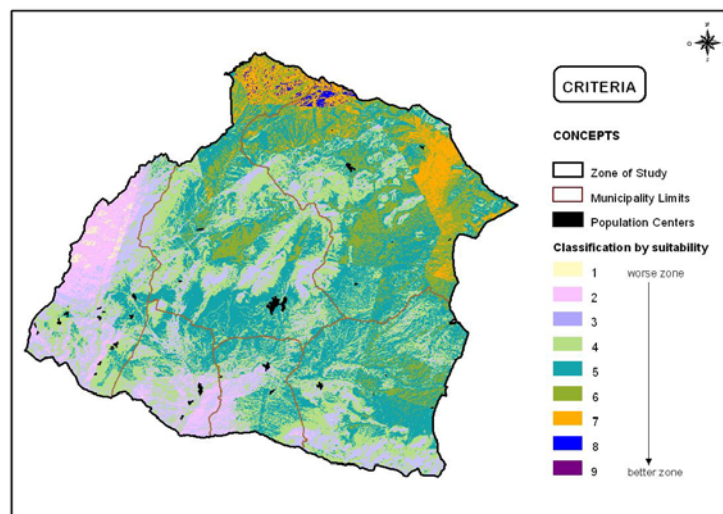 CRITERIA
CONCEPTS
Zone of Study
Municipality Limits
Population Centers
Classification by suitability
1 worse zone
2
3
4
5
6
7
8
9 better zone